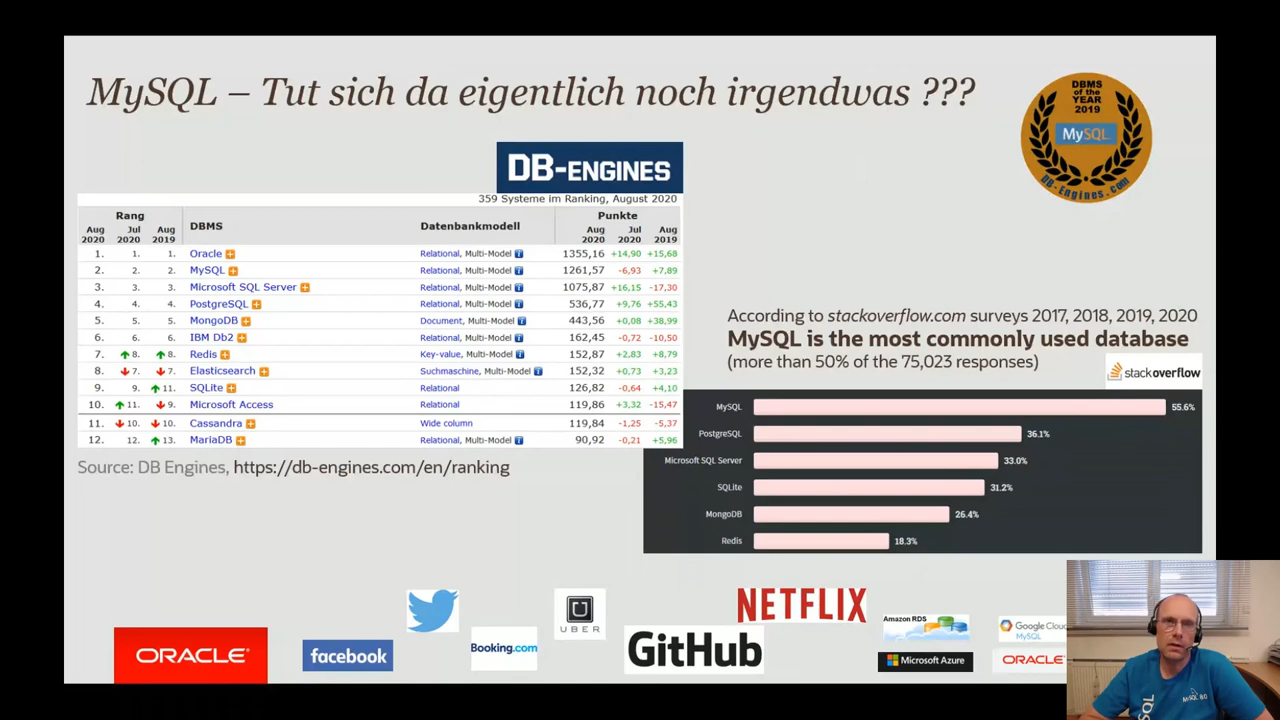 MySQL – Tut sich da eigentlich noch irgendwas ???
DBMS
of the
YEAR
2019
MySQL
DB-Engines.com
DB-ENGINES
359 Systeme im Ranking, August 2020
Rang DBMS Datenbankmodell Punkte
Aug 2020 Jul 2020 Aug 2019 Aug 2020 Jul 2020 Aug 2019
1. 1. 1. Oracle Relational, Multi-Model 1355,16 +14,90 +15,68
2. 2. 2. MySQL Relational, Multi-Model 1261,57 -6,93 +7,89
3. 3. 3. Microsoft SQL Server Relational, Multi-Model 1075,87 +16,15 -17,30
4. 4. 4. PostgreSQL Relational, Multi-Model 536,77 +9,76 +55,43
5. 5. 5. MongoDB Document, Multi-Model 443,56 +0,08 +38,99
6. 6. 6. IBM Db2 Relational, Multi-Model 162,45 -0,72 -10,50
7. 8. 8. Redis Key-value, Multi-Model 152,87 +2,83 +8,79
8. 7. 7. Elasticsearch Suchmaschine, Multi-Model 152,32 +0,73 +3,23
9. 9. 11. SQLite Relational 126,82 -0,64 +4,10
10. 11. 9. Microsoft Access Relational 119,86 +3,32 -15,47
11. 10. 10. Cassandra Wide column 119,84 -1,25 -5,37
12. 12. 13. MariaDB Relational, Multi-Model 90,92 -0,21 +5,96
Source: DB Engines, https://db-engines.com/en/ranking
According to stackoverflow.com surveys 2017, 2018, 2019, 2020
MySQL is the most commonly used database
(more than 50% of the 75,023 responses)
stackoverflow
MySQL 55.6%
PostgreSQL 36.1%
Microsoft SQL Server 33.0%
SQLite 31.2%
MongoDB 26.4%
Redis 18.3%
ORACLE
facebook
Booking.com
UBER
GitHub
NETFLIX
Amazon RDS
Microsoft Azure
Google Cloud
MySQL
ORACLE
SQL
MySQL 8.0